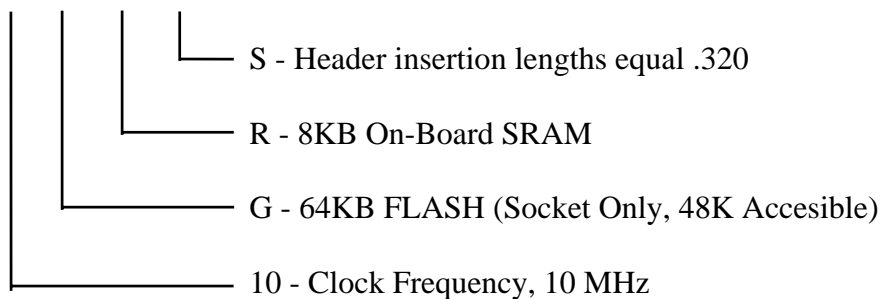 S - Header insertion lengths equal .320
R - 8KB On-Board SRAM
G - 64KB FLASH (Socket Only, 48K Accesible)
10 - Clock Frequency, 10 MHz